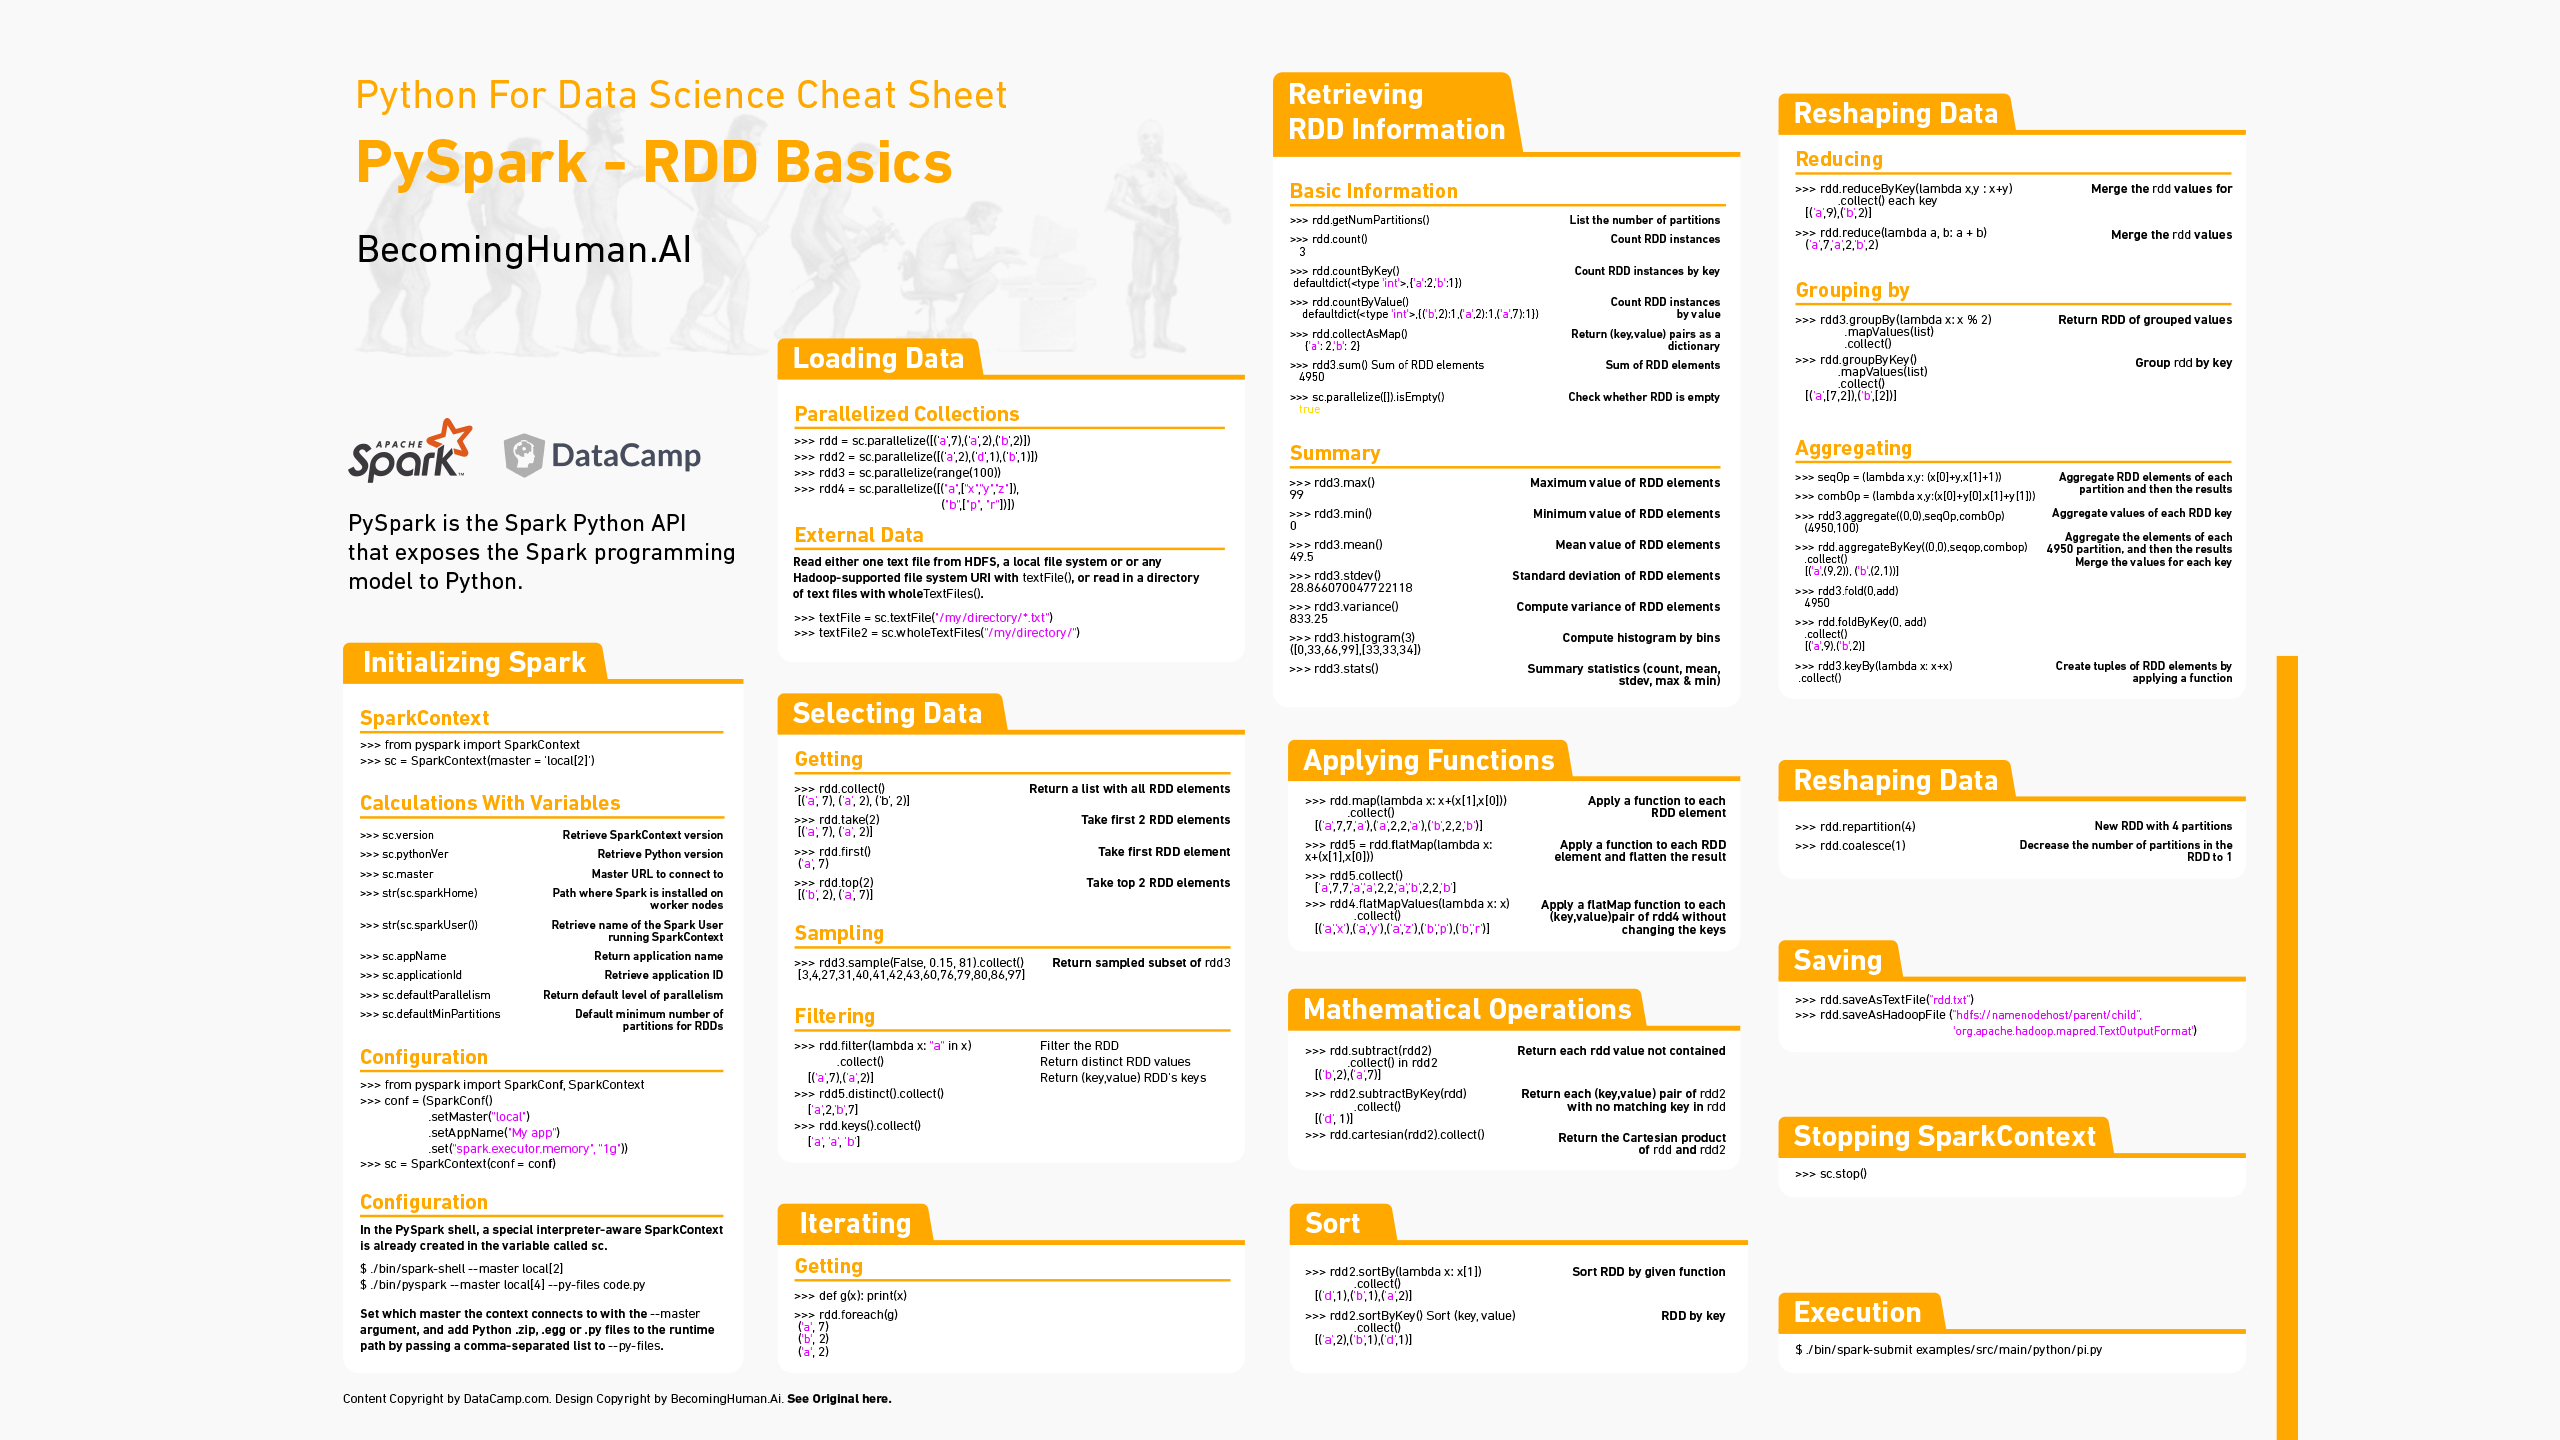 Python For Data Science Cheat Sheet
PySpark - RDD Basics
BecomingHuman.AI
APACHE
Spark™
DataCamp
PySpark is the Spark Python API
that exposes the Spark programming
model to Python.
Initializing Spark
SparkContext
>>> from pyspark import SparkContext
>>> sc = SparkContext(master = 'local[2]')
Calculations With Variables
>>> sc.version Retrieve SparkContext version
>>> sc.pythonVer Retrieve Python version
>>> sc.master Master URL to connect to
>>> str(sc.sparkHome) Path where Spark is installed on
worker nodes
>>> str(sc.sparkUser()) Retrieve name of the Spark User
running SparkContext
>>> sc.appName Return application name
>>> sc.applicationId Retrieve application ID
>>> sc.defaultParallelism Return default level of parallelism
>>> sc.defaultMinPartitions Default minimum number of
partitions for RDDs
Configuration
>>> from pyspark import SparkConf, SparkContext
>>> conf = (SparkConf()
.setMaster("local")
.setAppName("My app")
.set("spark.executor.memory", "1g"))
>>> sc = SparkContext(conf = conf)
Configuration
In the PySpark shell, a special interpreter-aware SparkContext
is already created in the variable called sc.
$ ./bin/spark-shell --master local[2]
$ ./bin/pyspark --master local[4] --py-files code.py
Set which master the context connects to with the --master
argument, and add Python .zip, .egg or .py files to the runtime
path by passing a comma-separated list to --py-files.
Loading Data
Parallelized Collections
>>> rdd = sc.parallelize([('a',7),('a',2),('b',2)])
>>> rdd2 = sc.parallelize([('a',2),('d',1),('b',1)])
>>> rdd3 = sc.parallelize(range(100))
>>> rdd4 = sc.parallelize([("a",["x","y","z"]),
("b",["p", "r"])])
External Data
Read either one text file from HDFS, a local file system or or any
Hadoop-supported file system URI with textFile(), or read in a directory
of text files with wholeTextFiles().
>>> textFile = sc.textFile("/my/directory/*.txt")
>>> textFile2 = sc.wholeTextFiles("/my/directory/")
Selecting Data
Getting
>>> rdd.collect() Return a list with all RDD elements
[('a', 7), ('a', 2), ('b', 2)]
>>> rdd.take(2) Take first 2 RDD elements
[('a', 7), ('a', 2)]
>>> rdd.first() Take first RDD element
('a', 7)
>>> rdd.top(2) Take top 2 RDD elements
[('b', 2), ('a', 7)]
Sampling
>>> rdd3.sample(False, 0.15, 81).collect() Return sampled subset of rdd3
[3,4,27,31,40,41,42,43,60,76,79,80,86,97]
Filtering
>>> rdd.filter(lambda x: "a" in x) Filter the RDD
.collect() Return distinct RDD values
[('a',7),('a',2)] Return (key,value) RDD's keys
>>> rdd5.distinct().collect()
['a',2,'b',7]
>>> rdd.keys().collect()
['a', 'a', 'b']
Iterating
Getting
>>> def g(x): print(x)
>>> rdd.foreach(g)
('a', 7)
('b', 2)
('a', 2)
Retrieving
RDD Information
Basic Information
>>> rdd.getNumPartitions() List the number of partitions
>>> rdd.count() Count RDD instances
3
>>> rdd.countByKey() Count RDD instances by key
defaultdict(<type 'int'>,{'a':2,'b':1})
>>> rdd.countByValue() Count RDD instances
defaultdict(<type 'int'>,{('b',2):1,('a',2):1,('a',7):1}) by value
>>> rdd.collectAsMap() Return (key,value) pairs as a
{'a': 2,'b': 2} dictionary
>>> rdd3.sum() Sum of RDD elements Sum of RDD elements
4950
>>> sc.parallelize([]).isEmpty() Check whether RDD is empty
true
Summary
>>> rdd3.max() Maximum value of RDD elements
99
>>> rdd3.min() Minimum value of RDD elements
0
>>> rdd3.mean() Mean value of RDD elements
49.5
>>> rdd3.stdev() Standard deviation of RDD elements
28.866070047722118
>>> rdd3.variance() Compute variance of RDD elements
833.25
>>> rdd3.histogram(3) Compute histogram by bins
([0,33,66,99],[33,33,34])
>>> rdd3.stats() Summary statistics (count, mean,
stdev, max & min)
Applying Functions
>>> rdd.map(lambda x: x+(x[1],x[0])) Apply a function to each
.collect() RDD element
[('a',7,7,'a'),('a',2,2,'a'),('b',2,2,'b')]
>>> rdd5 = rdd.flatMap(lambda x: Apply a function to each RDD
x+(x[1],x[0])) element and flatten the result
>>> rdd5.collect()
['a',7,7,'a','a',2,2,'a','b',2,2,'b']
>>> rdd4.flatMapValues(lambda x: x) Apply a flatMap function to each
.collect() (key,value)pair of rdd4 without
[('a','x'),('a','y'),('a','z'),('b','p'),('b','r')] changing the keys
Mathematical Operations
>>> rdd.subtract(rdd2) Return each rdd value not contained
.collect() in rdd2
[('b',2),('a',7)]
>>> rdd2.subtractByKey(rdd) Return each (key,value) pair of rdd2
.collect() with no matching key in rdd
[('d', 1)]
>>> rdd.cartesian(rdd2).collect() Return the Cartesian product
of rdd and rdd2
Sort
>>> rdd2.sortBy(lambda x: x[1]) Sort RDD by given function
.collect()
[('d',1),('b',1),('a',2)]
>>> rdd2.sortByKey() Sort (key, value) RDD by key
.collect()
[('a',2),('b',1),('d',1)]
Reshaping Data
Reducing
>>> rdd.reduceByKey(lambda x,y : x+y) Merge the rdd values for
.collect() each key
[('a',9),('b',2)]
>>> rdd.reduce(lambda a, b: a + b) Merge the rdd values
('a',7,'a',2,'b',2)
Grouping by
>>> rdd3.groupBy(lambda x: x % 2) Return RDD of grouped values
.mapValues(list)
.collect()
>>> rdd.groupByKey() Group rdd by key
.mapValues(list)
.collect()
[('a',[7,2]),('b',[2])]
Aggregating
>>> seqOp = (lambda x,y: (x[0]+y,x[1]+1)) Aggregate RDD elements of each
partition and then the results
>>> combOp = (lambda x,y:(x[0]+y[0],x[1]+y[1]))
>>> rdd3.aggregate((0,0),seqOp,combOp) Aggregate values of each RDD key
(4950,100)
Aggregate the elements of each
>>> rdd.aggregateByKey((0,0),seqop,combop) 4950 partition, and then the results
.collect() Merge the values for each key
[('a',(9,2)), ('b',(2,1))]
>>> rdd3.fold(0,add)
4950
>>> rdd.foldByKey(0, add)
.collect()
[('a',9),('b',2)]
>>> rdd3.keyBy(lambda x: x+x) Create tuples of RDD elements by
.collect() applying a function
Reshaping Data
>>> rdd.repartition(4) New RDD with 4 partitions
>>> rdd.coalesce(1) Decrease the number of partitions in the
RDD to 1
Saving
>>> rdd.saveAsTextFile("rdd.txt")
>>> rdd.saveAsHadoopFile ("hdfs://namenodehost/parent/child",
'org.apache.hadoop.mapred.TextOutputFormat')
Stopping SparkContext
>>> sc.stop()
Execution
$ ./bin/spark-submit examples/src/main/python/pi.py
Content Copyright by DataCamp.com. Design Copyright by BecomingHuman.Ai. See Original here.